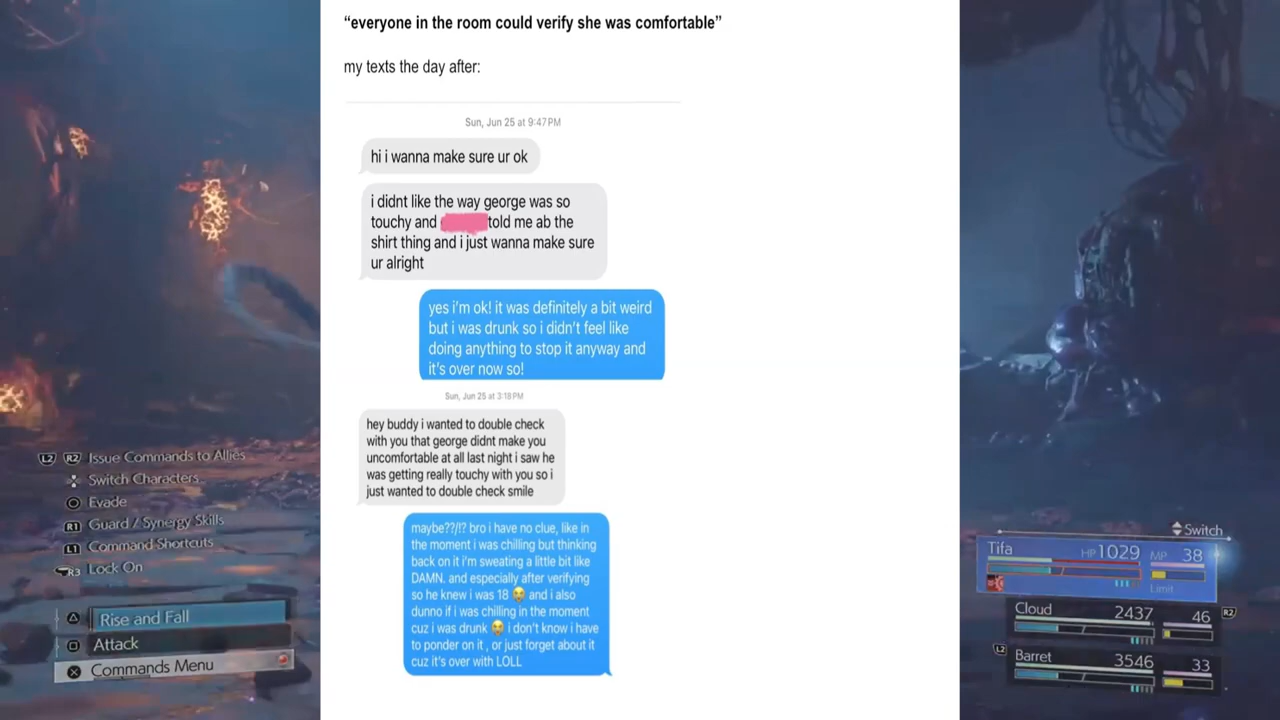 “everyone in the room could verify she was comfortable”
my texts the day after:
Sun, Jun 25 at 9:47 PM
hi i wanna make sure ur ok
i didnt like the way george was so
touchy and told me ab the
shirt thing and i just wanna make sure
ur alright
yes i'm ok! it was definitely a bit weird
but i was drunk so i didn't feel like
doing anything to stop it anyway and
it's over now so!
Sun, Jun 25 at 3:18 PM
hey buddy i wanted to double check
with you that george didnt make you
uncomfortable at all last night i saw he
was getting really touchy with you so i
just wanted to double check smile
maybe??/!? bro i have no clue, like in
the moment i was chilling but thinking
back on it i'm sweating a little bit like
DAMN. and especially after verifying
so he knew i was 18 😭 and i also
dunno if i was chilling in the moment
cuz i was drunk 😭 i don't know i have
to ponder on it , or just forget about it
cuz it's over with LOLL
L2 R2 Issue Commands to Allies
Switch Characters
Evade
R1 Guard / Synergy Skills
L1 Command Shortcuts
R3 Lock On
Rise and Fall
Attack
Commands Menu
Switch
Tifa HP 1029 MP 38
Limit
Cloud 2437 46 R2
L2
Barret 3546 33